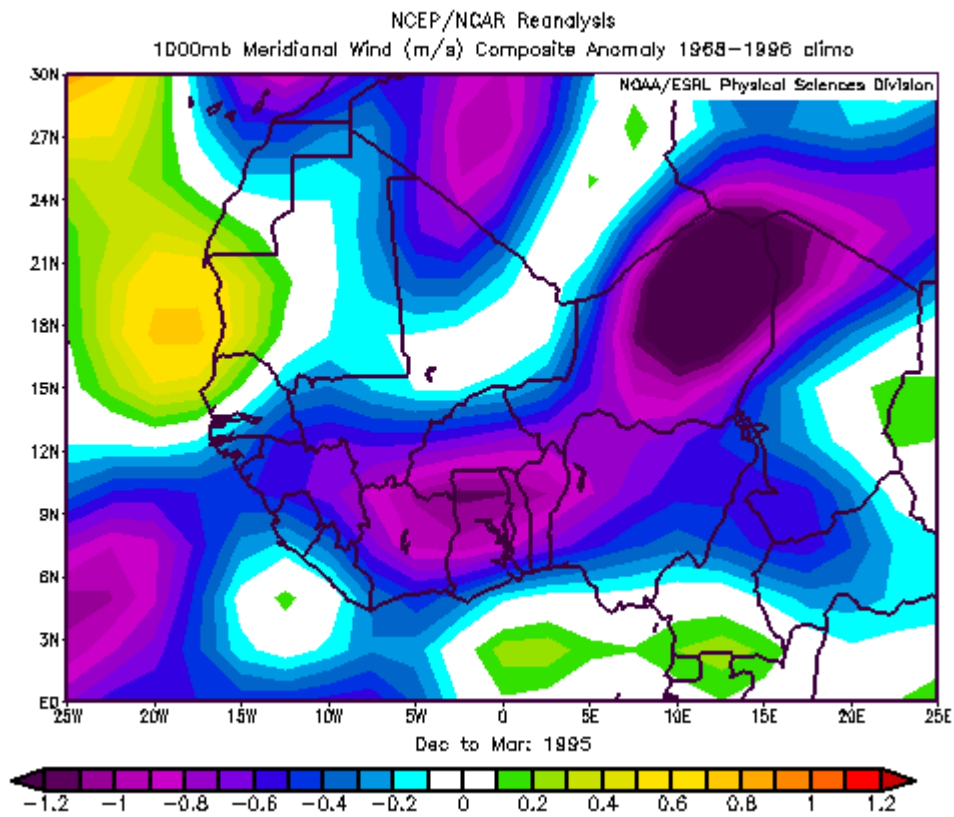 NCEP/NCAR Reanalysis
1000mb Meridional Wind (m/s) Composite Anomaly 1968-1996 climo
NOAA/ESRL Physical Sciences Division
30N
27N
24N
21N
18N
15N
12N
9N
6N
3N
EQ
25W 20W 15W 10W 5W 0 5E 10E 15E 20E 25E
Dec to Mar: 1995
-1.2 -1 -0.8 -0.6 -0.4 -0.2 0 0.2 0.4 0.6 0.8 1 1.2